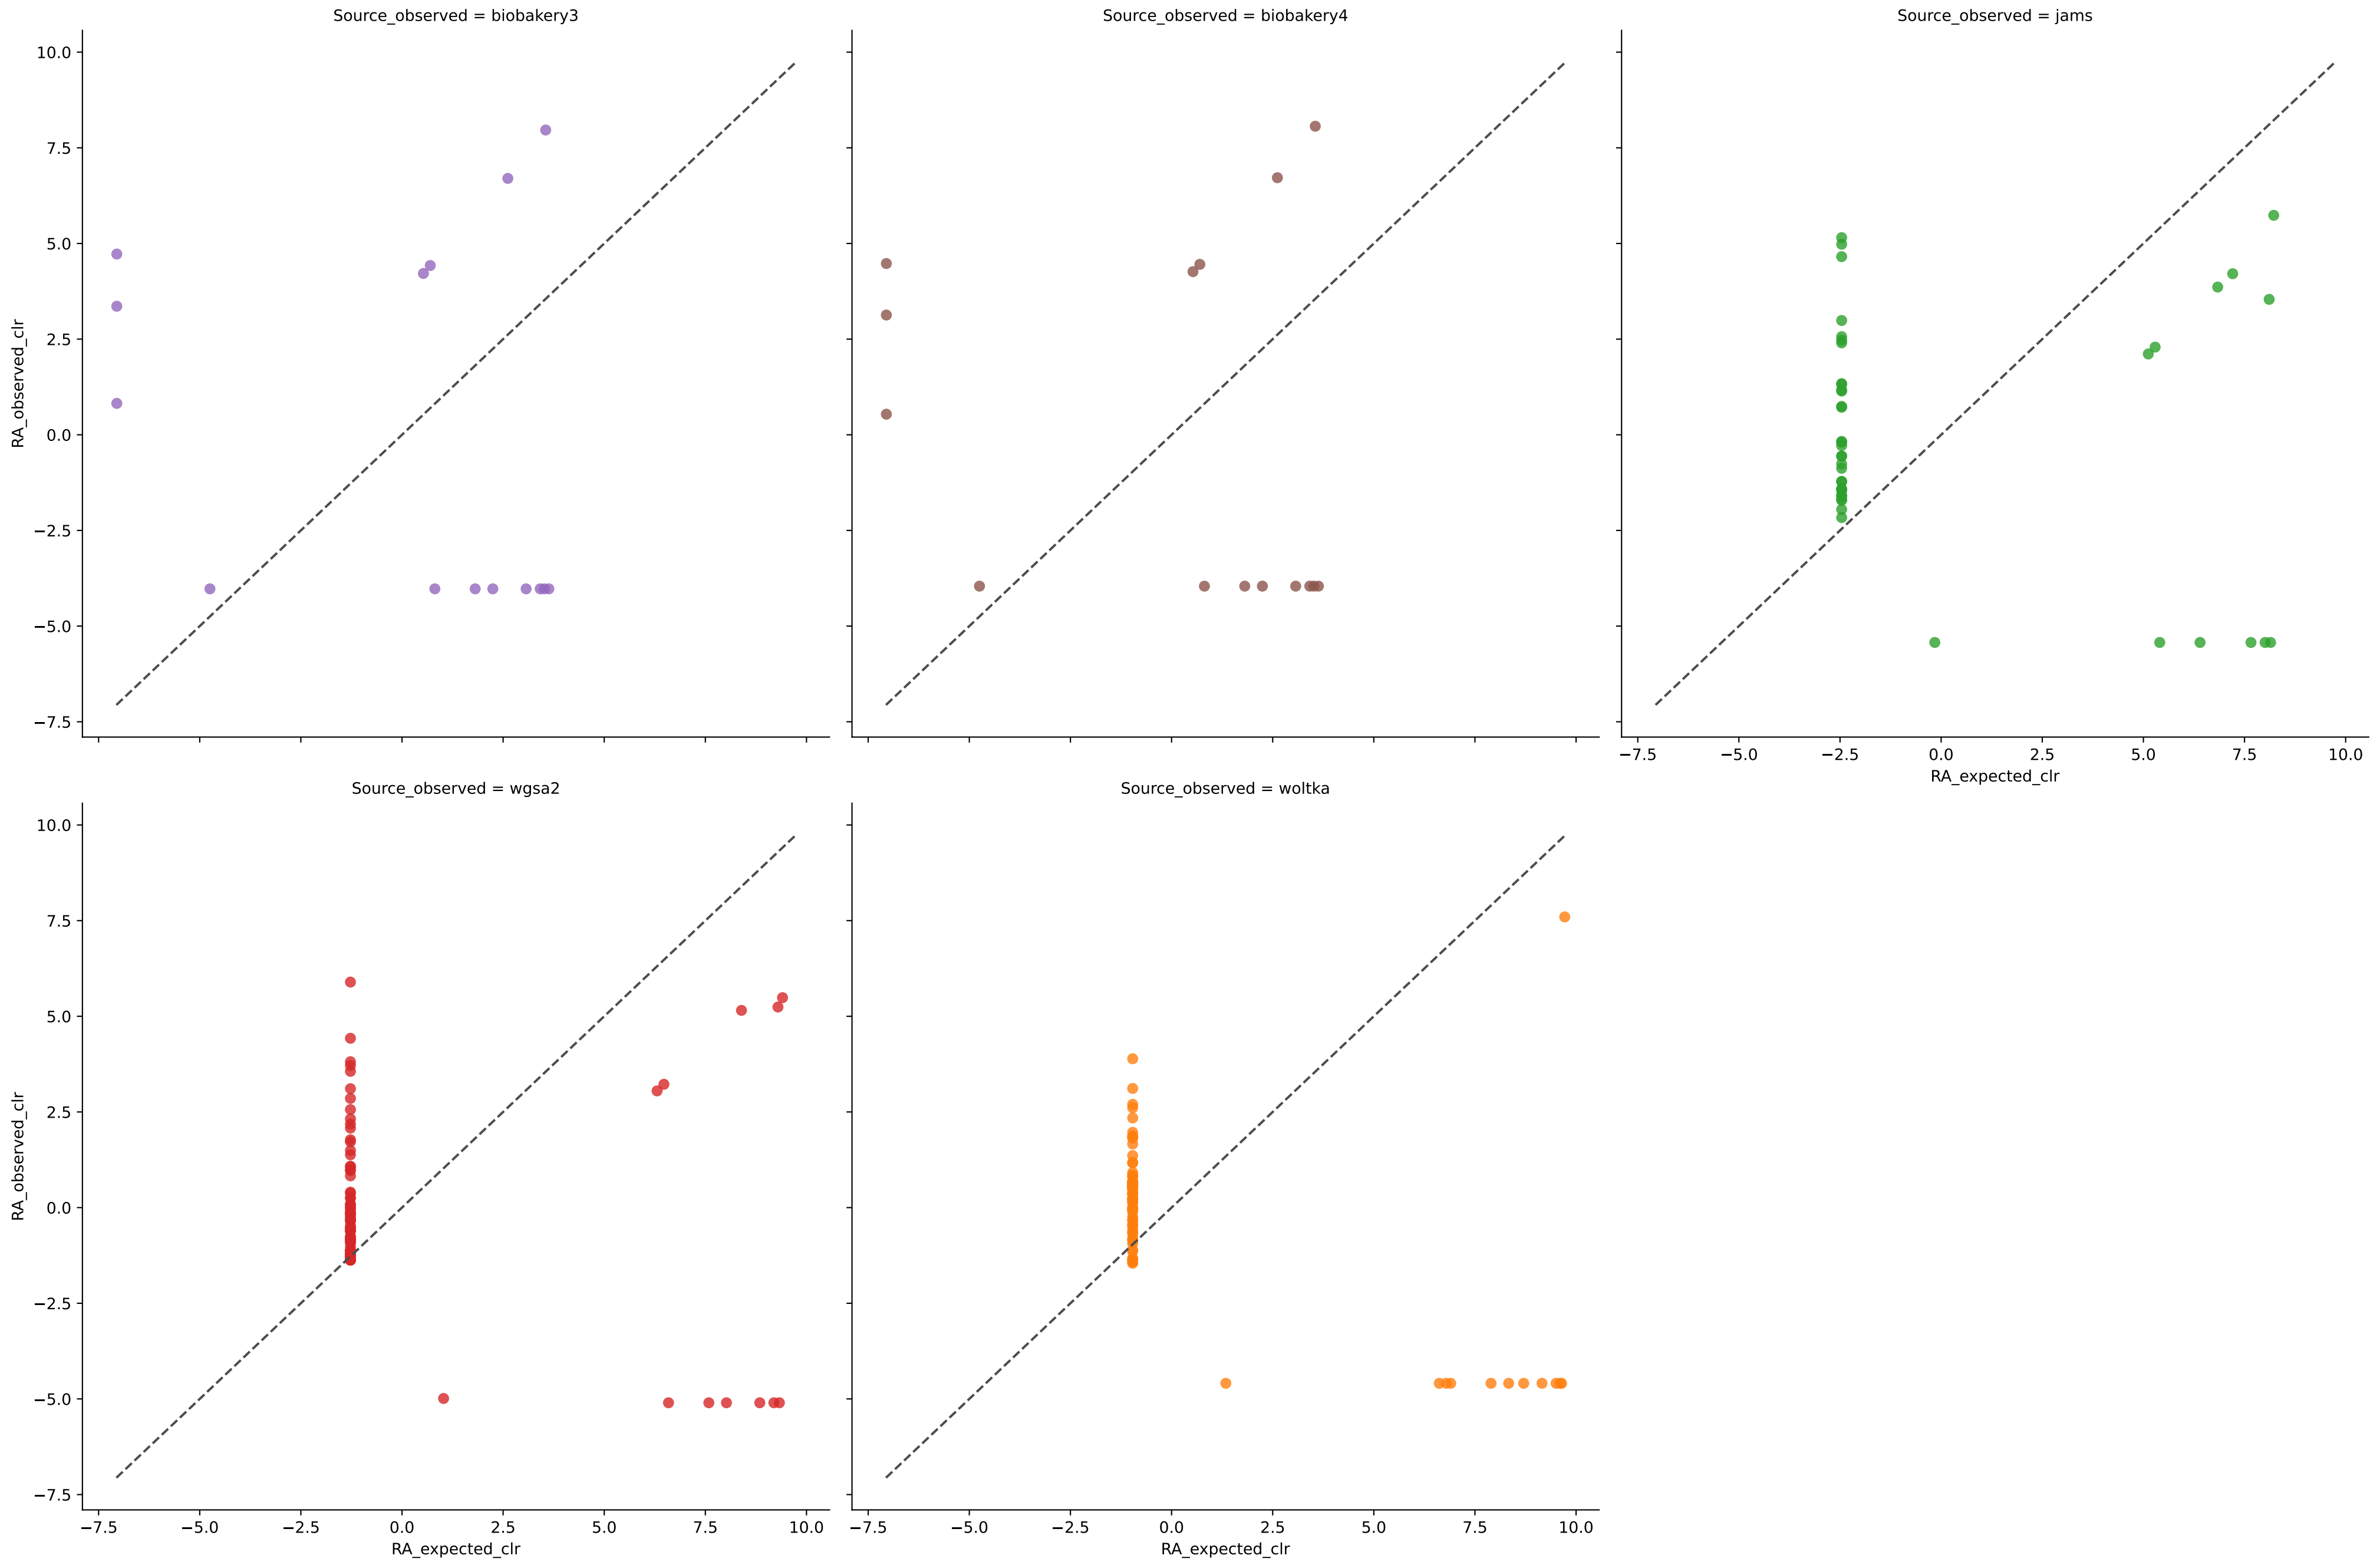 Source_observed = biobakery3
Source_observed = biobakery4
Source_observed = jams
10.0
7.5
5.0
2.5
0.0
−2.5
−5.0
−7.5
RA_observed_clr
−7.5 −5.0 −2.5 0.0 2.5 5.0 7.5 10.0
RA_expected_clr
Source_observed = wgsa2
Source_observed = woltka
10.0
7.5
5.0
2.5
0.0
−2.5
−5.0
−7.5
RA_observed_clr
−7.5 −5.0 −2.5 0.0 2.5 5.0 7.5 10.0
RA_expected_clr
−7.5 −5.0 −2.5 0.0 2.5 5.0 7.5 10.0
RA_expected_clr